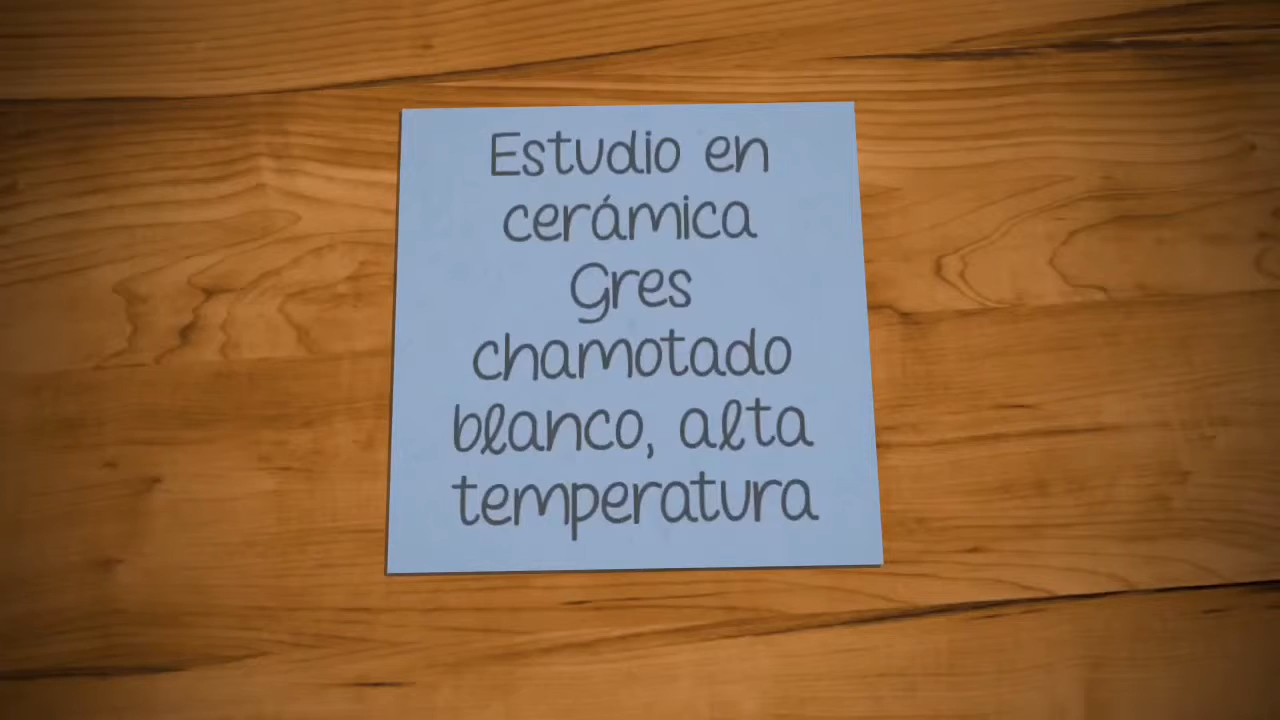 Estudio en
cerámica
Gres
chamotado
blanco, alta
temperatura